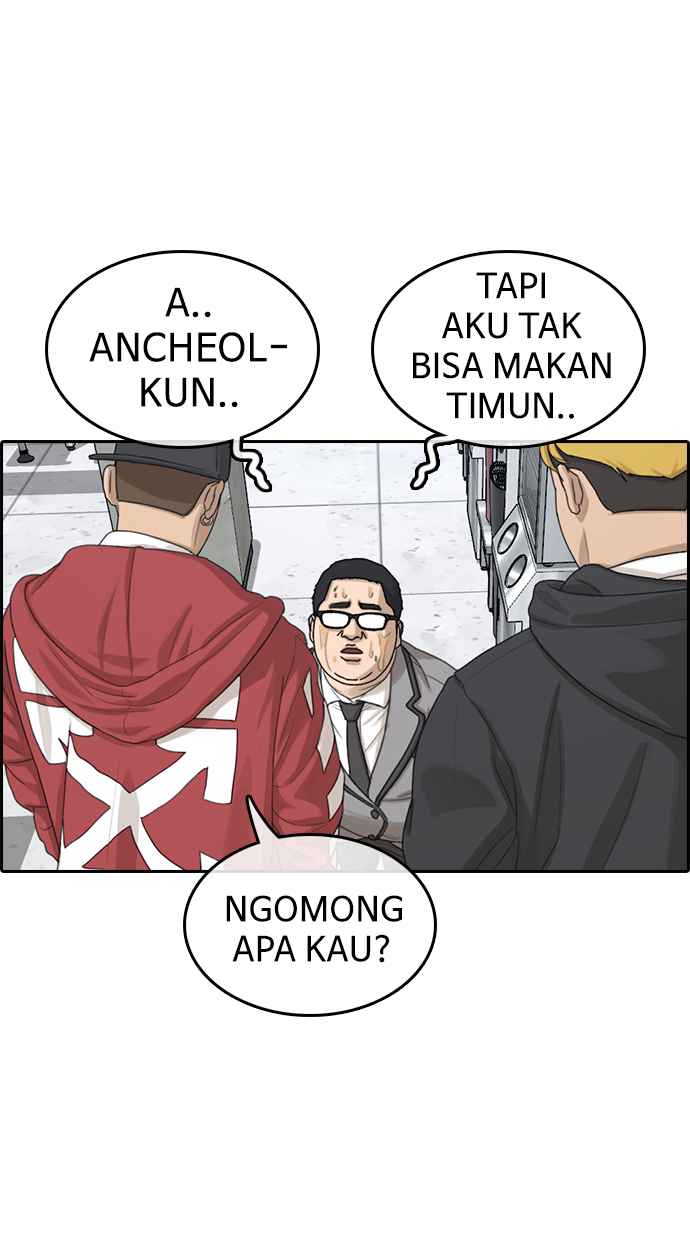 A..
ANCHEOL-
KUN..
TAPI
AKU TAK
BISA MAKAN
TIMUN..
NGOMONG
APA KAU?